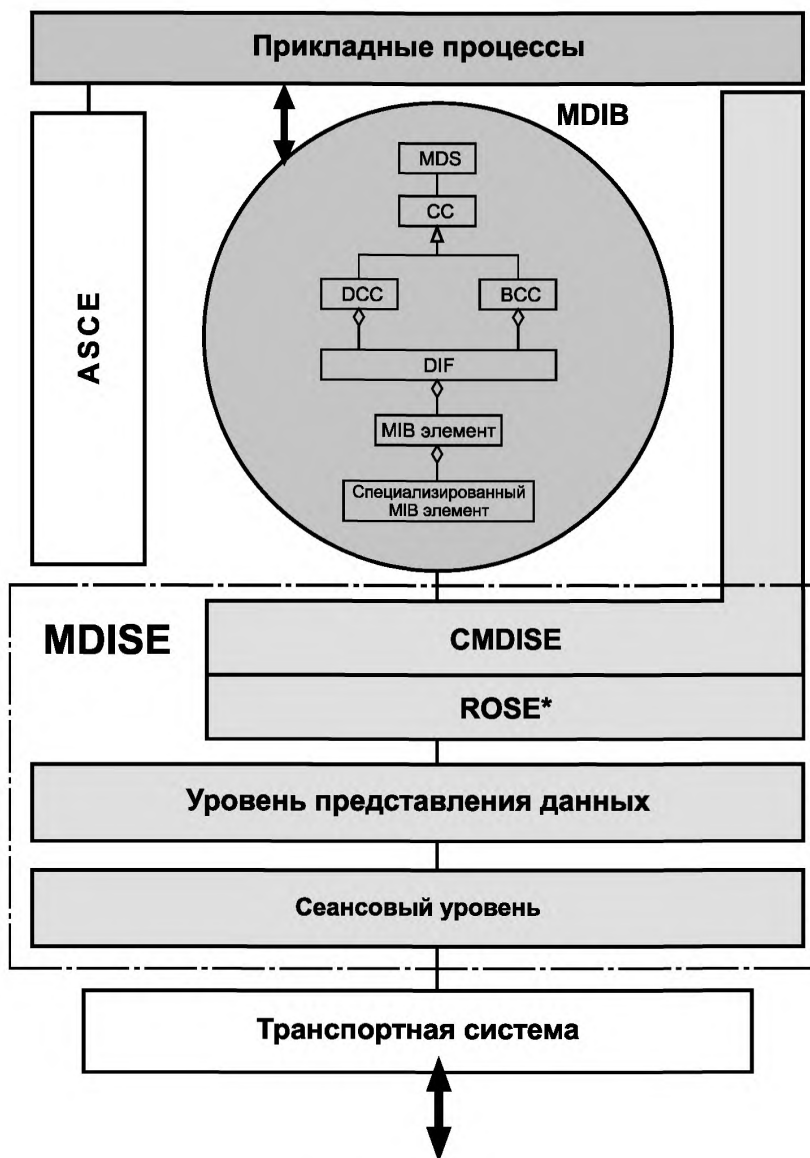 Прикладные процессы
MDIB
MDS
CC
DCC
BCC
DIF
MIB элемент
Специализированный
MIB элемент
ASCE
MDISE
CMDISE
ROSE*
Уровень представления данных
Сеансовый уровень
Транспортная система